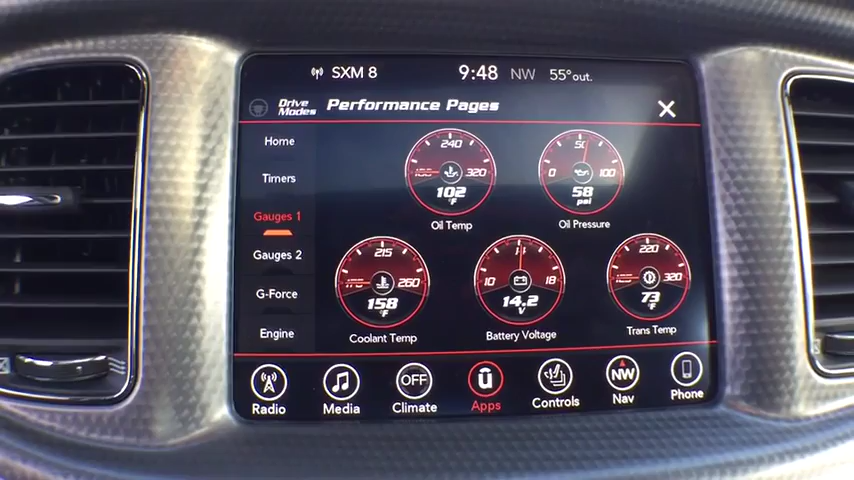 SXM 8 9:48 NW 55° out.
Drive Modes Performance Pages X
Home
Timers
Gauges 1
Gauges 2
G-Force
Engine
240
320
102
°F
Oil Temp
50
0 100
58
psi
Oil Pressure
215
260
158
°F
Coolant Temp
10 18
14.2
V
Battery Voltage
220
320
73
°F
Trans Temp
Radio
Media
OFF
Climate
Apps
Controls
NW
Nav
Phone